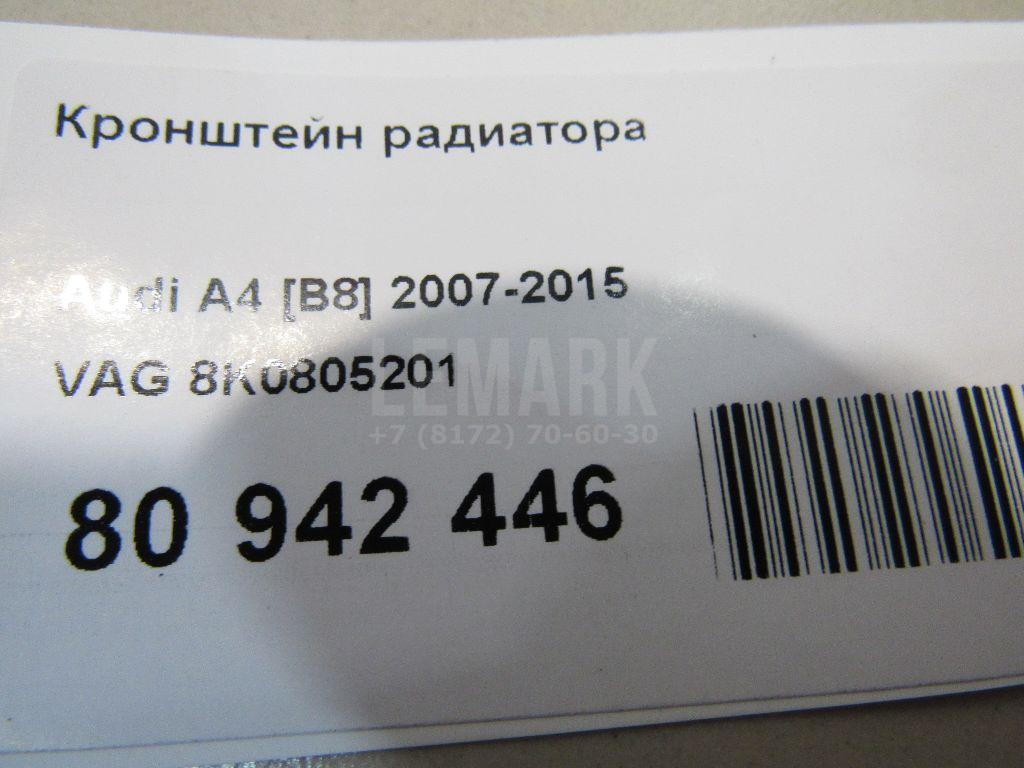 Кронштейн радиатора
Audi A4 [B8] 2007-2015
VAG 8K0805201
LEMARK
+7 (8172) 70-60-30
80 942 446